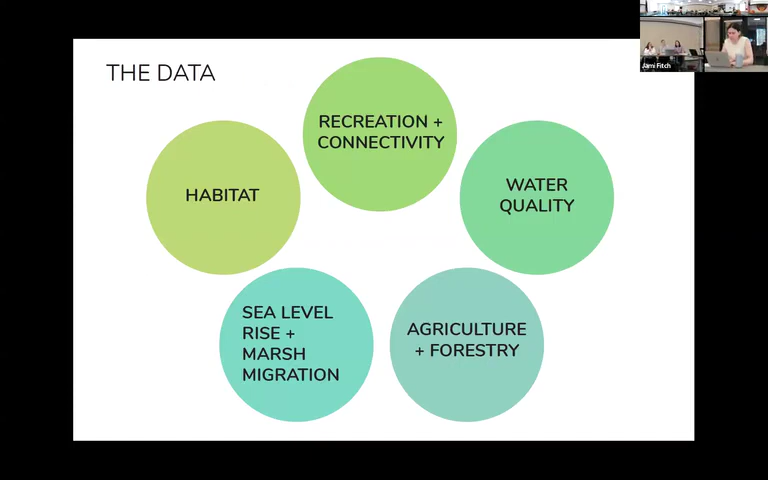 THE DATA
RECREATION +
CONNECTIVITY
HABITAT
WATER
QUALITY
SEA LEVEL
RISE +
MARSH
MIGRATION
AGRICULTURE
+ FORESTRY
Jami Fitch